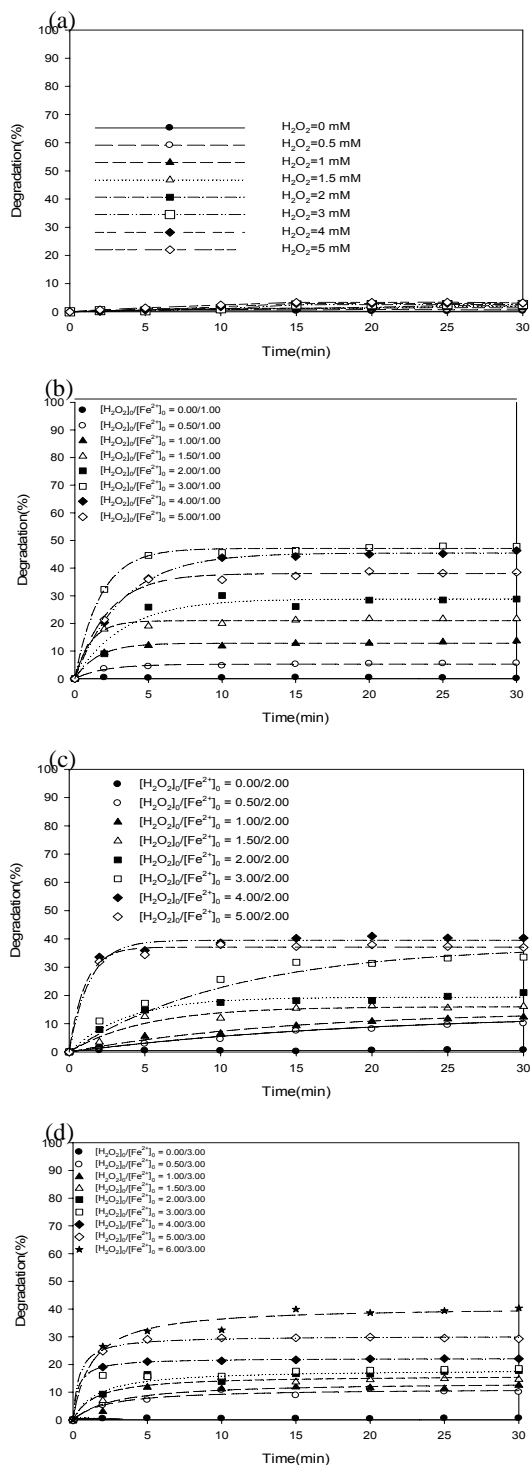 (a)
100
90
80
70
60
50
40
30
20
10
0
Degradation(%)
H₂O₂=0 mM
H₂O₂=0.5 mM
H₂O₂=1 mM
H₂O₂=1.5 mM
H₂O₂=2 mM
H₂O₂=3 mM
H₂O₂=4 mM
H₂O₂=5 mM
0 5 10 15 20 25 30
Time(min)
(b)
100
90
80
70
60
50
40
30
20
10
0
Degradation(%)
[H₂O₂]₀/[Fe²⁺]₀ = 0.00/1.00
[H₂O₂]₀/[Fe²⁺]₀ = 0.50/1.00
[H₂O₂]₀/[Fe²⁺]₀ = 1.00/1.00
[H₂O₂]₀/[Fe²⁺]₀ = 1.50/1.00
[H₂O₂]₀/[Fe²⁺]₀ = 2.00/1.00
[H₂O₂]₀/[Fe²⁺]₀ = 3.00/1.00
[H₂O₂]₀/[Fe²⁺]₀ = 4.00/1.00
[H₂O₂]₀/[Fe²⁺]₀ = 5.00/1.00
0 5 10 15 20 25 30
Time(min)
(c)
100
90
80
70
60
50
40
30
20
10
0
Degradation(%)
[H₂O₂]₀/[Fe²⁺]₀ = 0.00/2.00
[H₂O₂]₀/[Fe²⁺]₀ = 0.50/2.00
[H₂O₂]₀/[Fe²⁺]₀ = 1.00/2.00
[H₂O₂]₀/[Fe²⁺]₀ = 1.50/2.00
[H₂O₂]₀/[Fe²⁺]₀ = 2.00/2.00
[H₂O₂]₀/[Fe²⁺]₀ = 3.00/2.00
[H₂O₂]₀/[Fe²⁺]₀ = 4.00/2.00
[H₂O₂]₀/[Fe²⁺]₀ = 5.00/2.00
0 5 10 15 20 25 30
Time(min)
(d)
100
90
80
70
60
50
40
30
20
10
0
Degradation(%)
[H₂O₂]₀/[Fe²⁺]₀ = 0.00/3.00
[H₂O₂]₀/[Fe²⁺]₀ = 0.50/3.00
[H₂O₂]₀/[Fe²⁺]₀ = 1.00/3.00
[H₂O₂]₀/[Fe²⁺]₀ = 1.50/3.00
[H₂O₂]₀/[Fe²⁺]₀ = 2.00/3.00
[H₂O₂]₀/[Fe²⁺]₀ = 3.00/3.00
[H₂O₂]₀/[Fe²⁺]₀ = 4.00/3.00
[H₂O₂]₀/[Fe²⁺]₀ = 5.00/3.00
[H₂O₂]₀/[Fe²⁺]₀ = 6.00/3.00
0 5 10 15 20 25 30
Time(min)